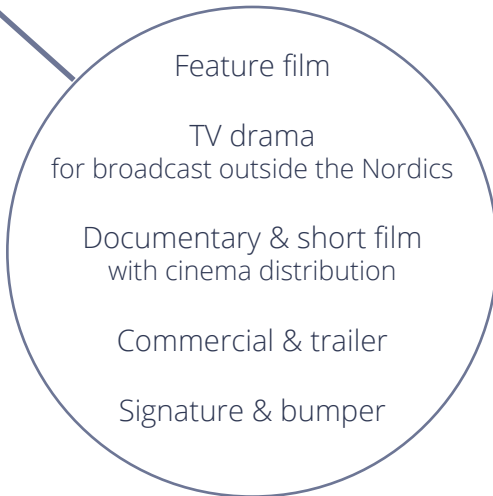 Feature film
TV drama
for broadcast outside the Nordics
Documentary & short film
with cinema distribution
Commercial & trailer
Signature & bumper